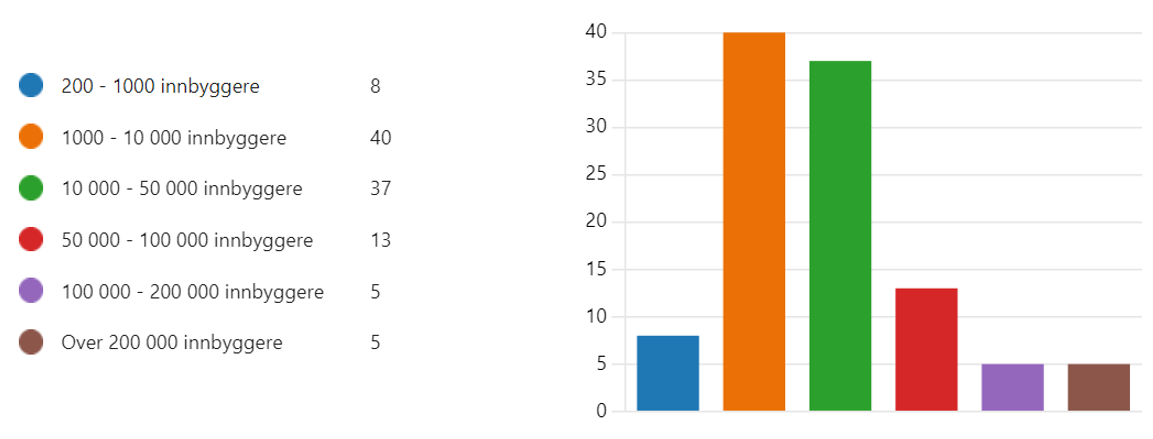 200 - 1000 innbyggere 8
1000 - 10 000 innbyggere 40
10 000 - 50 000 innbyggere 37
50 000 - 100 000 innbyggere 13
100 000 - 200 000 innbyggere 5
Over 200 000 innbyggere 5
40
35
30
25
20
15
10
5
0